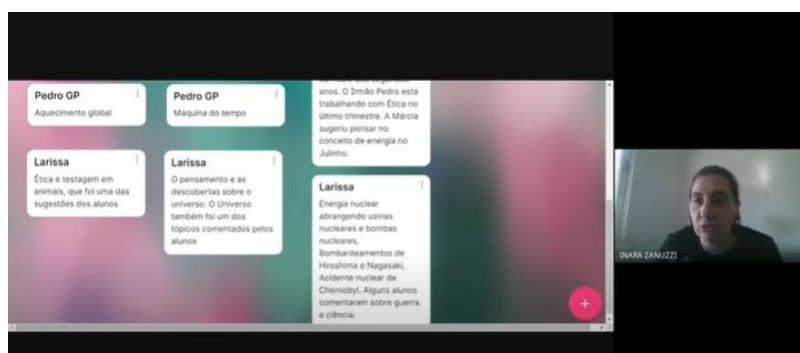 Pedro GP
Aquecimento global
Larissa
Ética e testagem em
animais, que foi uma das
sugestões dos alunos
Pedro GP
Máquina do tempo
Larissa
O pensamento e as
descobertas sobre o
universo. O Universo
também foi um dos
tópicos comentados pelos
alunos
anos. O Irmão Pedro está
trabalhando com Ética no
último trimestre. A Márcia
sugeriu pensar no
conceito de energia no
Julinho.
Larissa
Energia nuclear
abrangendo usinas
nucleares e bombas
nucleares,
Bombardeamentos de
Hiroshima e Nagasaki,
Acidente nuclear de
Chornobyl. Alguns alunos
comentaram sobre guerra
e ciência.
INARA ZANUZZI